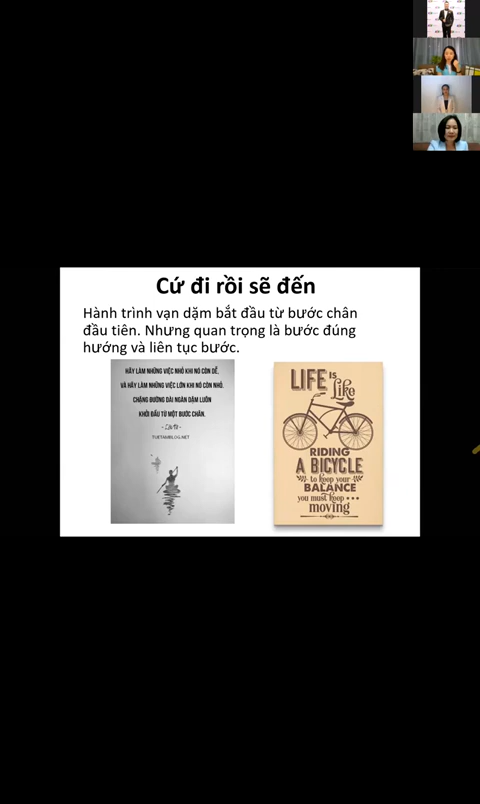 Cứ đi rồi sẽ đến
Hành trình vạn dặm bắt đầu từ bước chân
đầu tiên. Nhưng quan trọng là bước đúng
hướng và liên tục bước.
HÃY LÀM NHỮNG VIỆC NHỎ KHI NÓ CÒN DỄ,
VÀ HÃY LÀM NHỮNG VIỆC LỚN KHI NÓ CÒN NHỎ.
CHẶNG ĐƯỜNG DÀI NGÀN DẶM LUÔN
KHỞI ĐẦU TỪ MỘT BƯỚC CHÂN.
- Lão Tử -
TUETAMBLOG.NET
LIFE IS
Like
RIDING
A BICYCLE
to keep your
BALANCE
you must keep •••
moving